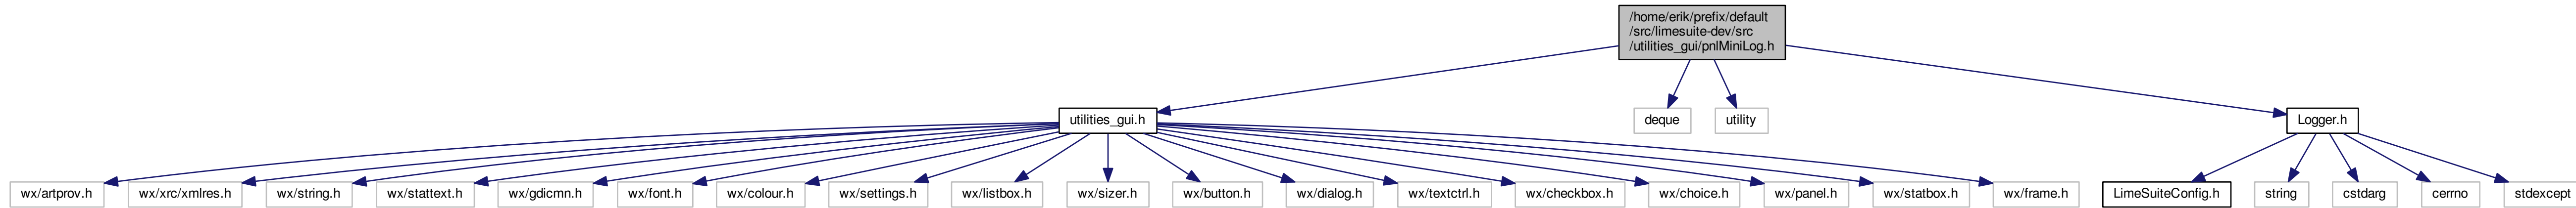 /home/erik/prefix/default
/src/limesuite-dev/src
/utilities_gui/pnlMiniLog.h
utilities_gui.h
deque
utility
Logger.h
wx/artprov.h
wx/xrc/xmlres.h
wx/string.h
wx/stattext.h
wx/gdicmn.h
wx/font.h
wx/colour.h
wx/settings.h
wx/listbox.h
wx/sizer.h
wx/button.h
wx/dialog.h
wx/textctrl.h
wx/checkbox.h
wx/choice.h
wx/panel.h
wx/statbox.h
wx/frame.h
LimeSuiteConfig.h
string
cstdarg
cerrno
stdexcept